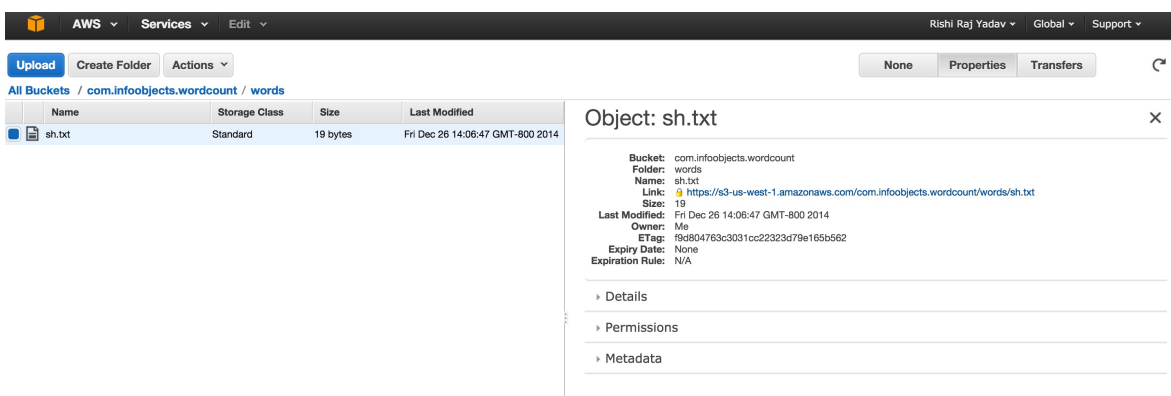 AWS Services Edit Rishi Raj Yadav Global Support
Upload Create Folder Actions None Properties Transfers
All Buckets / com.infoobjects.wordcount / words
Name Storage Class Size Last Modified
sh.txt Standard 19 bytes Fri Dec 26 14:06:47 GMT-800 2014
Object: sh.txt
Bucket: com.infoobjects.wordcount
Folder: words
Name: sh.txt
Link: https://s3-us-west-1.amazonaws.com/com.infoobjects.wordcount/words/sh.txt
Size: 19
Last Modified: Fri Dec 26 14:06:47 GMT-800 2014
Owner: Me
ETag: f9d804763c3031cc22323d79e165b562
Expiry Date: None
Expiration Rule: N/A
Details
Permissions
Metadata